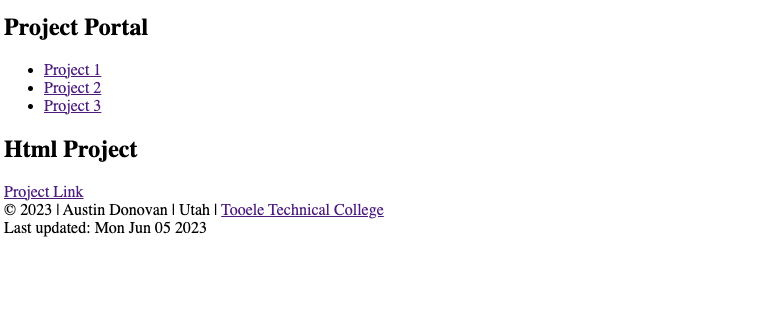 Project Portal
Project 1
Project 2
Project 3
Html Project
Project Link
© 2023 | Austin Donovan | Utah | Tooele Technical College
Last updated: Mon Jun 05 2023